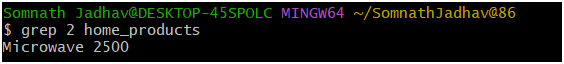 Somnath Jadhav@DESKTOP-45SPOLC MINGW64 ~/SomnathJadhav@86
$ grep 2 home_products
Microwave 2500